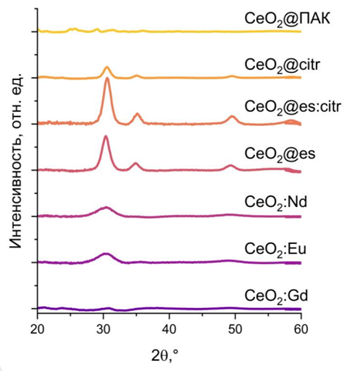 CeO₂@ПАК
CeO₂@citr
CeO₂@es:citr
CeO₂@es
CeO₂:Nd
CeO₂:Eu
CeO₂:Gd
Интенсивность, отн. ед.
20 30 40 50 60
2θ,°